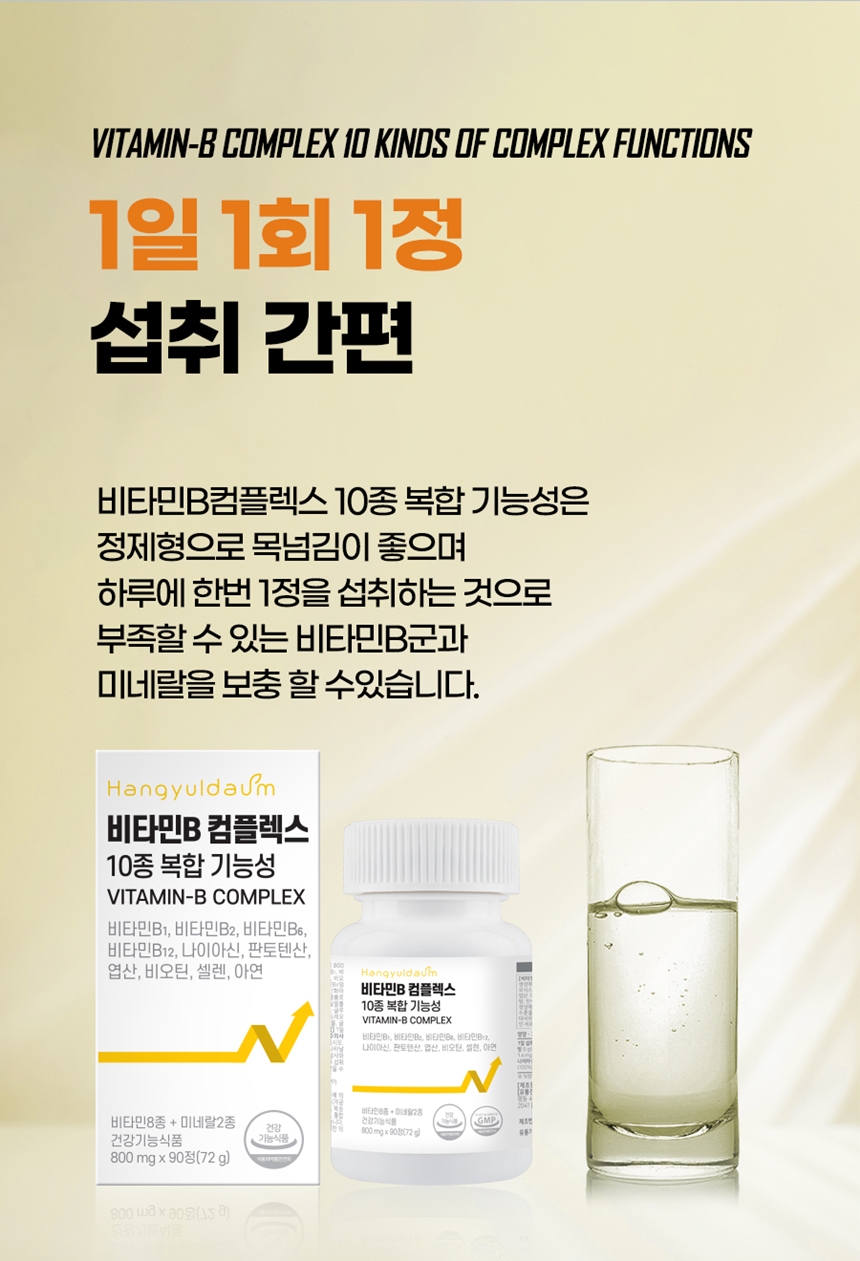 VITAMIN-B COMPLEX 10 KINDS OF COMPLEX FUNCTIONS
1일 1회 1정
섭취 간편
비타민B컴플렉스 10종 복합 기능성은
정제형으로 목넘김이 좋으며
하루에 한번 1정을 섭취하는 것으로
부족할 수 있는 비타민B군과
미네랄을 보충 할 수있습니다.
Hangyuldaum
비타민B 컴플렉스
10종 복합 기능성
VITAMIN-B COMPLEX
비타민B1, 비타민B2, 비타민B6,
비타민B12, 나이아신, 판토텐산,
엽산, 비오틴, 셀렌, 아연
비타민8종 + 미네랄2종
건강기능식품
800 mg x 90정(72 g)
건강
기능식품
Hangyuldaum
비타민B 컴플렉스
10종 복합 기능성
VITAMIN-B COMPLEX
비타민B1, 비타민B2, 비타민B6, 비타민B12,
나이아신, 판토텐산, 엽산, 비오틴, 셀렌, 아연
비타민8종 + 미네랄2종
건강기능식품
800 mg x 90정(72 g)
건강
기능식품
GMP